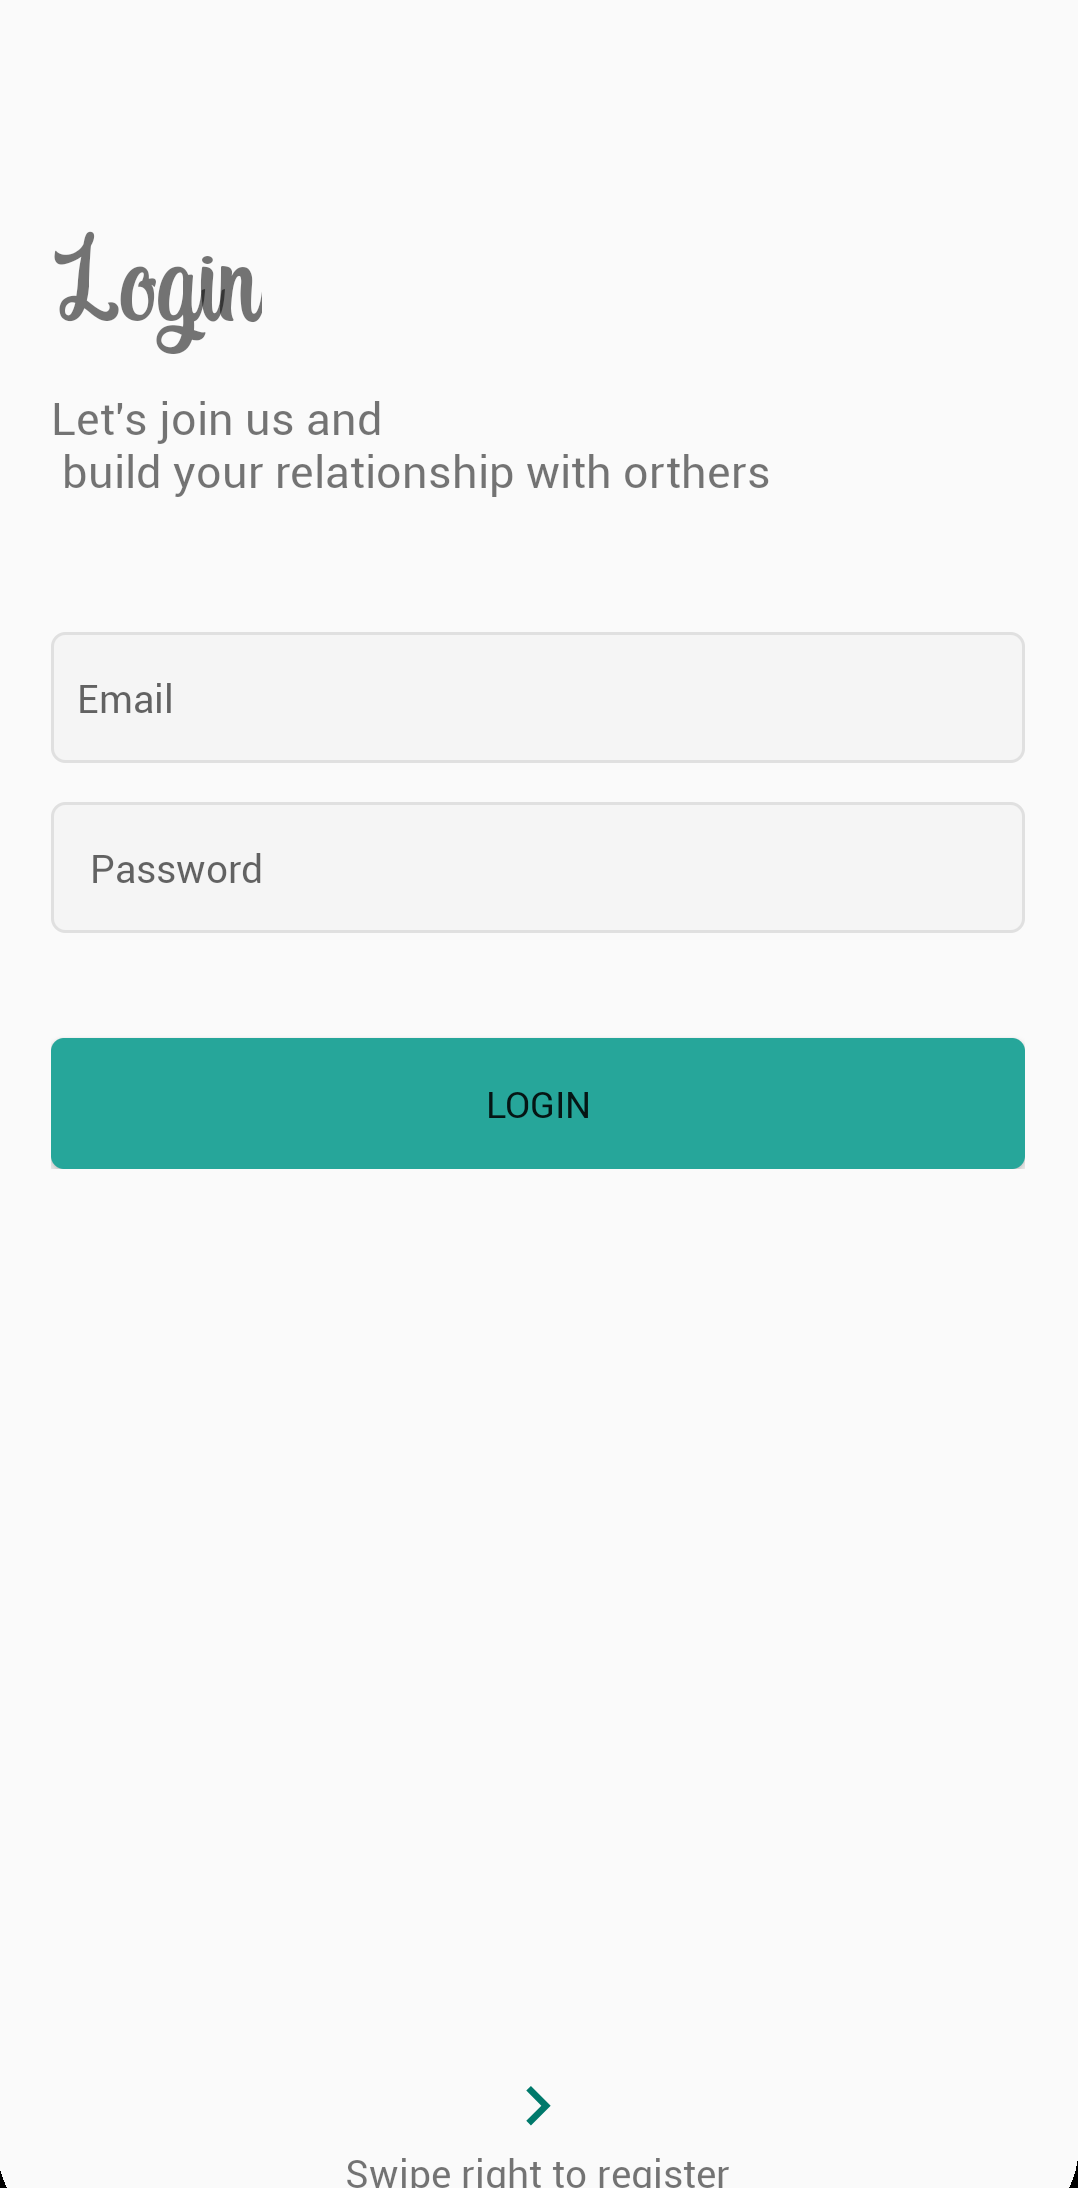 Login
Let's join us and
build your relationship with orthers
Email
Password
LOGIN
Swipe right to register